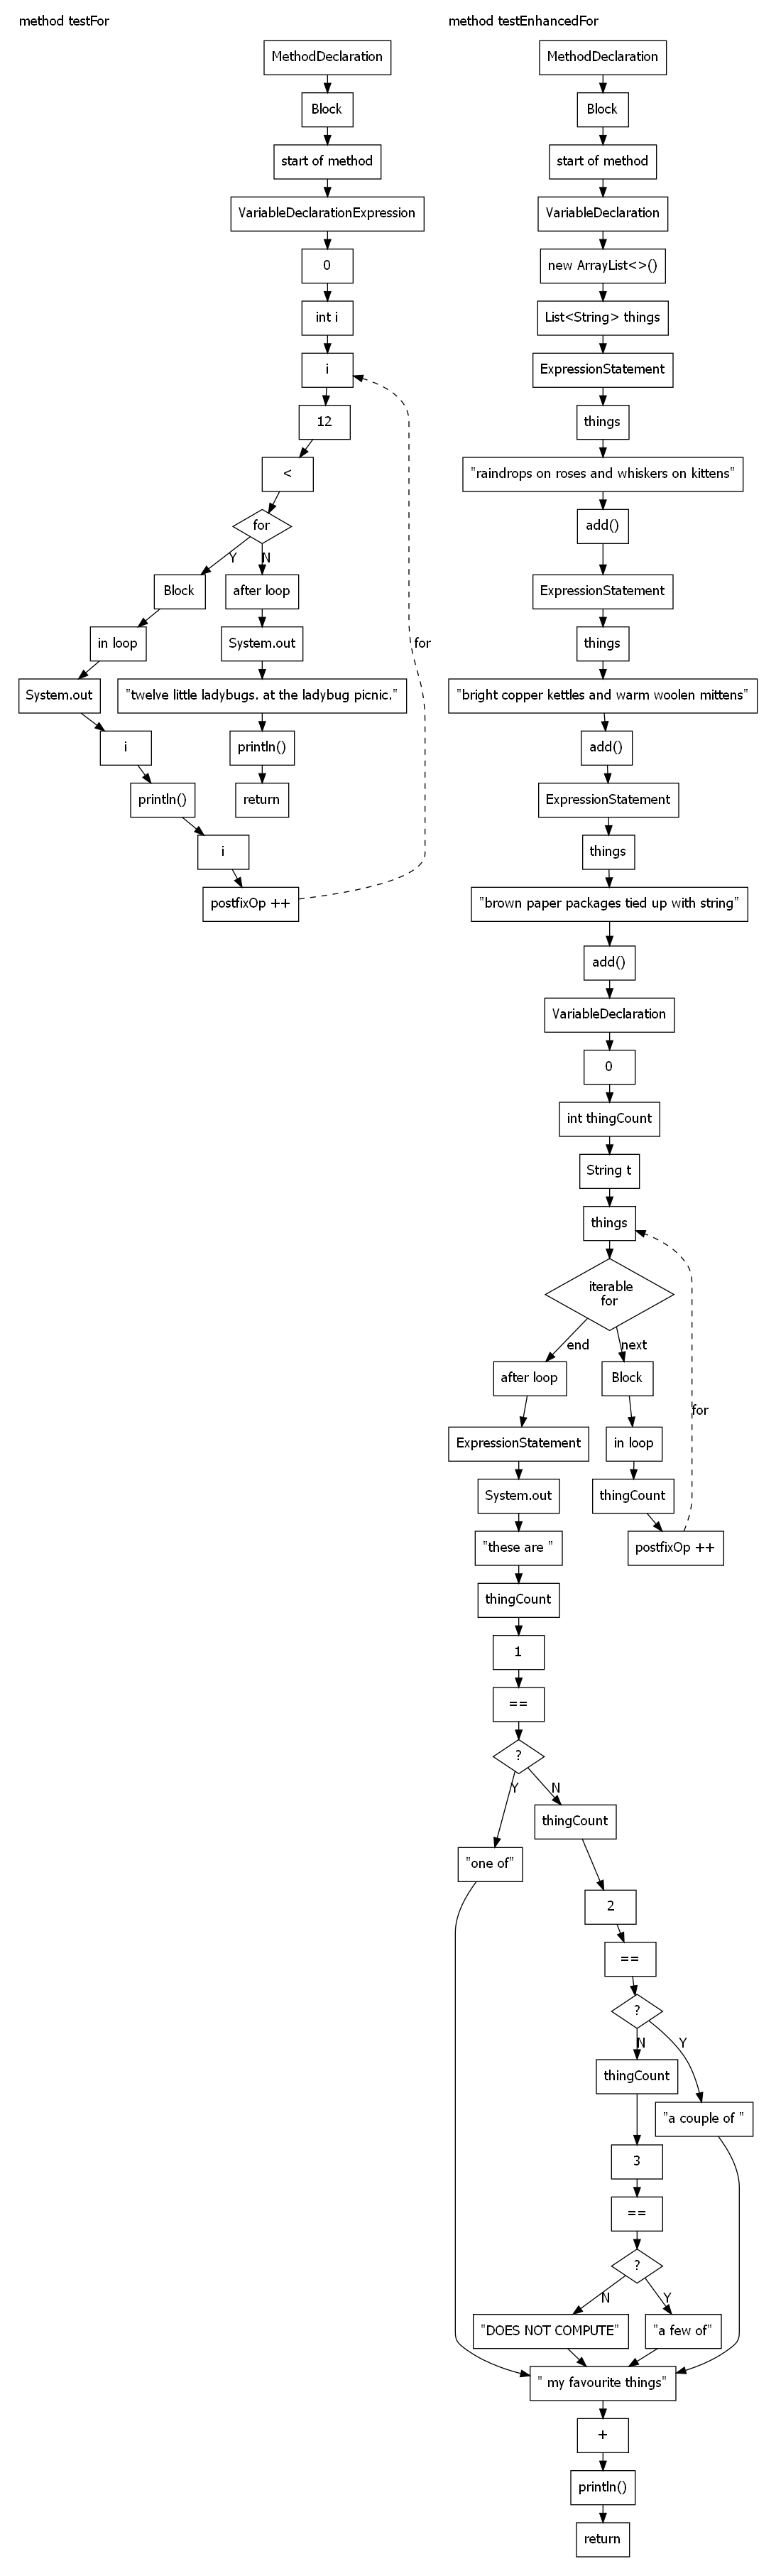 method testFor
MethodDeclaration
Block
start of method
VariableDeclarationExpression
0
int i
i
12
<
for
Y
N
Block
after loop
in loop
System.out
for
System.out
"twelve little ladybugs. at the ladybug picnic."
i
println()
println()
return
i
postfixOp ++
method testEnhancedFor
MethodDeclaration
Block
start of method
VariableDeclaration
new ArrayList<>()
List<String> things
ExpressionStatement
things
"raindrops on roses and whiskers on kittens"
add()
ExpressionStatement
things
"bright copper kettles and warm woolen mittens"
add()
ExpressionStatement
things
"brown paper packages tied up with string"
add()
VariableDeclaration
0
int thingCount
String t
things
iterable
for
end
next
after loop
Block
for
ExpressionStatement
in loop
System.out
thingCount
"these are "
postfixOp ++
thingCount
1
==
?
Y
N
thingCount
"one of"
2
==
?
N
Y
thingCount
"a couple of "
3
==
?
N
Y
"DOES NOT COMPUTE"
"a few of"
" my favourite things"
+
println()
return